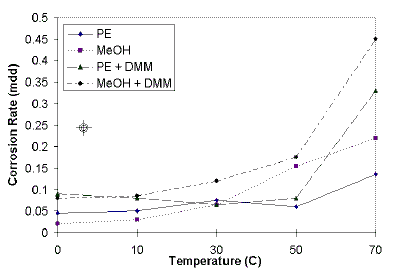 0.5
0.45
0.4
0.35
0.3
0.25
0.2
0.15
0.1
0.05
0
Corrosion Rate (mdd)
PE
MeOH
PE + DMM
MeOH + DMM
0 10 30 50 70
Temperature (C)